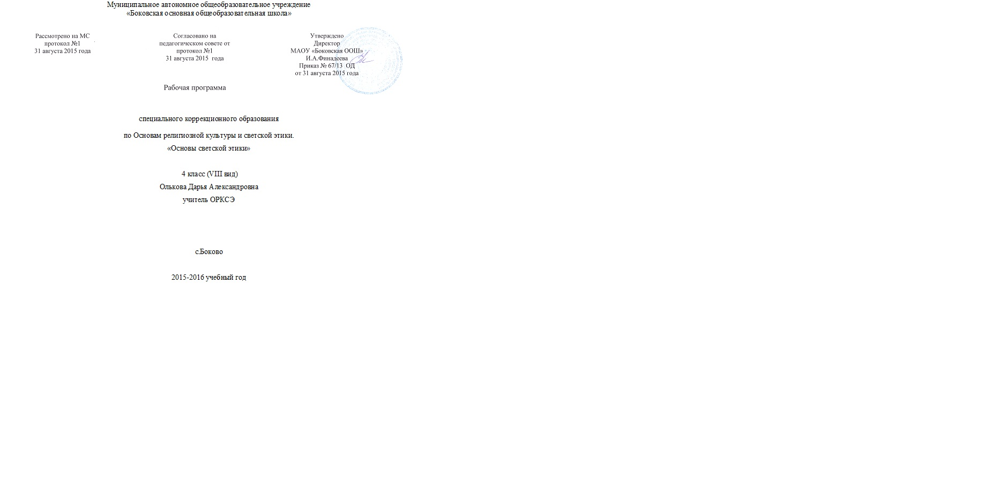 Муниципальное автономное общеобразовательное учреждение
«Боковская основная общеобразовательная школа»
Рассмотрено на МС
протокол №1
31 августа 2015 года
Согласовано на
педагогическом совете от
протокол №1
31 августа 2015 года
Утверждено
Директор
МАОУ «Боковская ООШ»
И.А.Финадеева
Приказ № 67/13 ОД
от 31 августа 2015 года
Рабочая программа
специального коррекционного образования
по Основам религиозной культуры и светской этики.
«Основы светской этики»
4 класс (VIII вид)
Олькова Дарья Александровна
учитель ОРКСЭ
с.Боково
2015-2016 учебный год